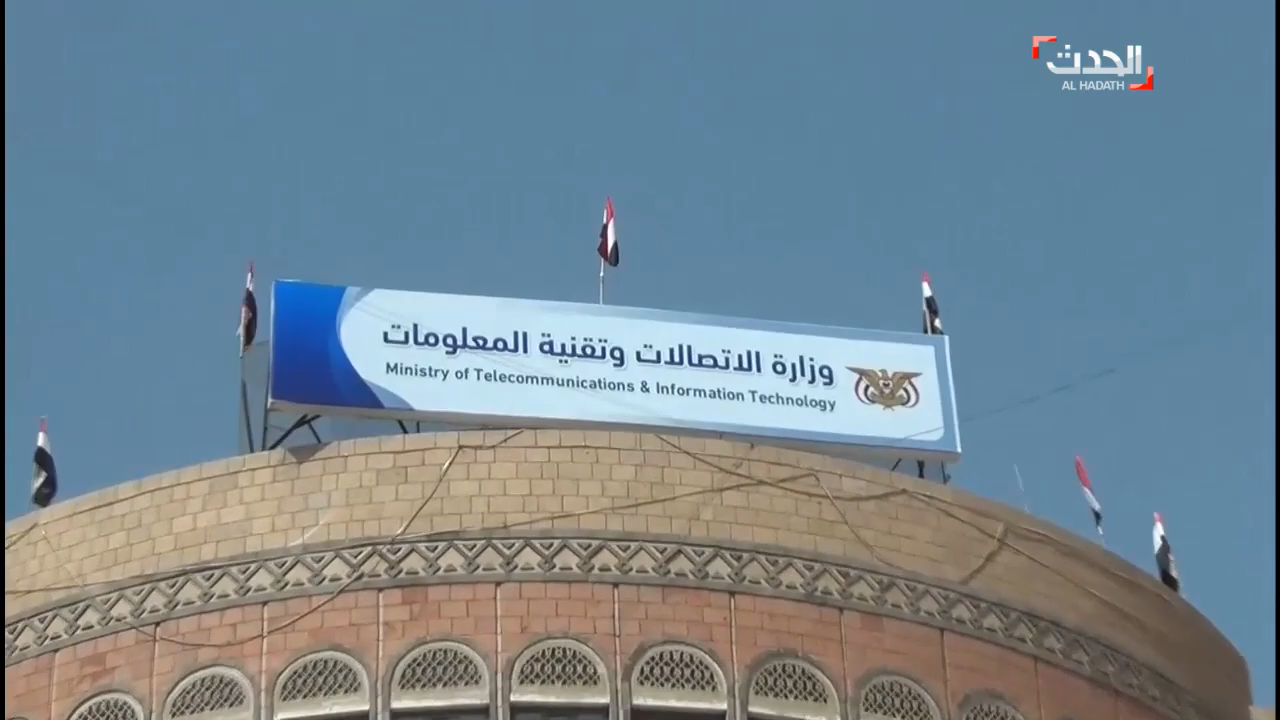 الحدث
AL HADATH
وزارة الاتصالات وتقنية المعلومات
Ministry of Telecommunications & Information Technology